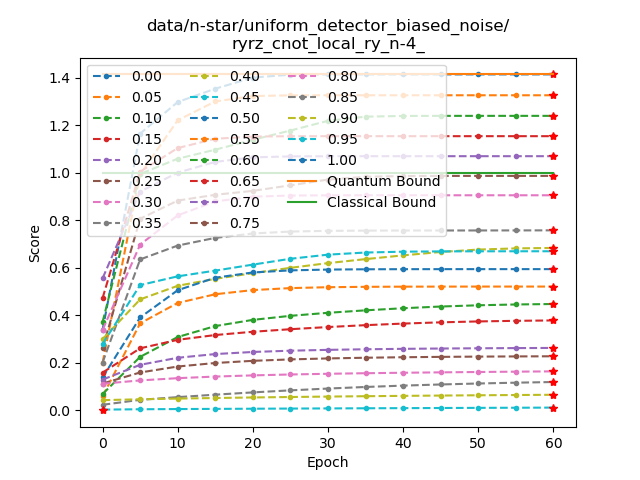 data/n-star/uniform_detector_biased_noise/
ryrz_cnot_local_ry_n-4_
1.4
1.2
1.0
0.8
0.6
0.4
0.2
0.0
Score
0.00 0.40 0.80
0.05 0.45 0.85
0.10 0.50 0.90
0.15 0.55 0.95
0.20 0.60 1.00
0.25 0.65 Quantum Bound
0.30 0.70 Classical Bound
0.35 0.75
0 10 20 30 40 50 60
Epoch